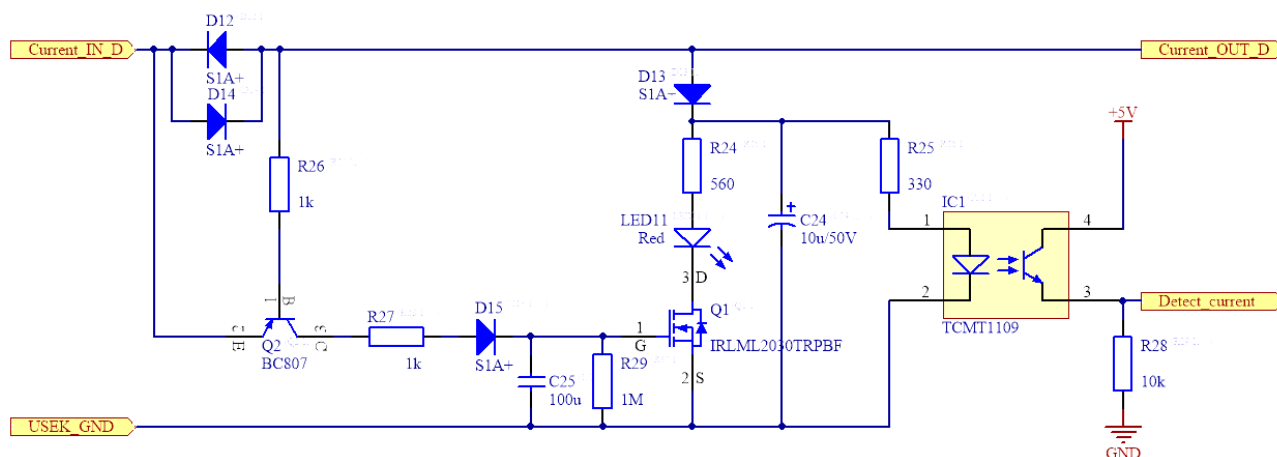 D12
Current_IN_D
Current_OUT_D
S1A+
D14
S1A+
D13
S1A+
+5V
R26
1k
R24
560
R25
330
IC1
LED11
Red
C24
10u/50V
1
4
2
3
TCMT1109
Detect_current
3
D
1
B
2
E
3
C
Q2
BC807
R27
1k
D15
S1A+
1
G
Q1
IRLML2030TRPBF
2
S
C25
100u
R29
1M
R28
10k
USEK_GND
GND